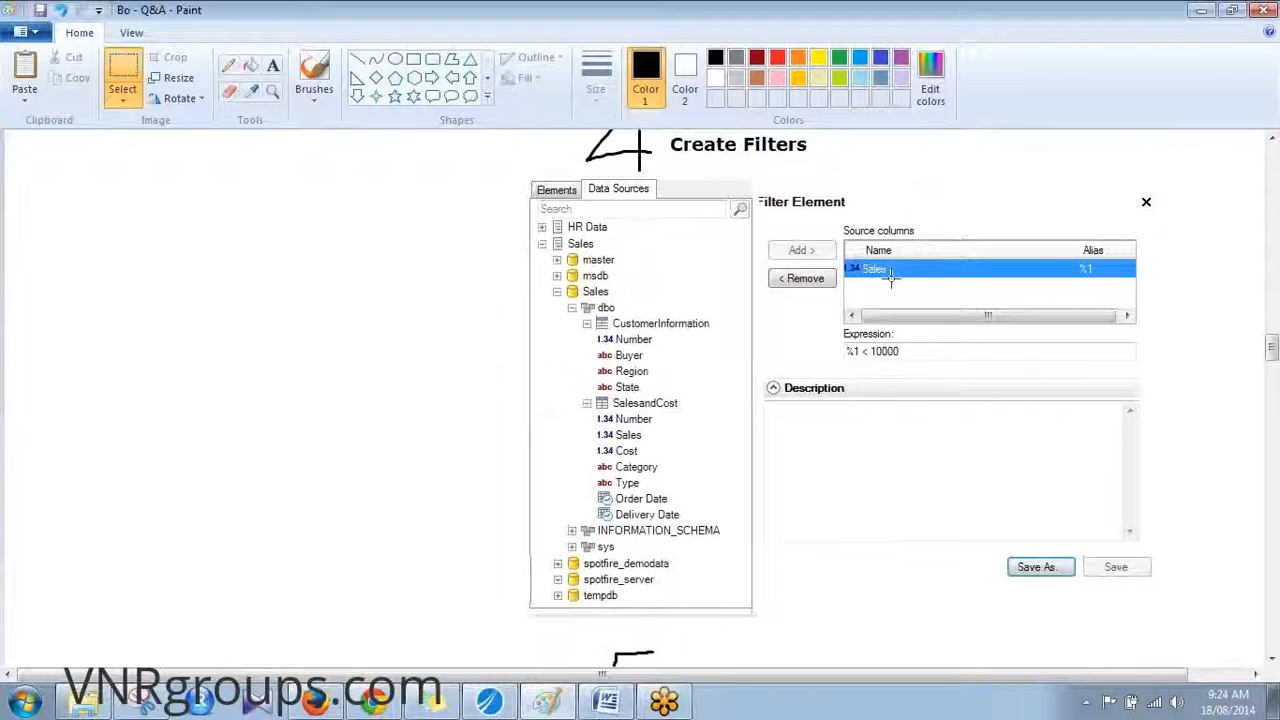 Bo - Q&A - Paint
Home
View
Paste
Cut
Copy
Clipboard
Select
Crop
Resize
Rotate
Image
Tools
Brushes
Shapes
Outline
Fill
Size
Color 1
Color 2
Edit colors
Colors
4 Create Filters
Elements
Data Sources
Search
HR Data
Sales
master
msdb
Sales
dbo
CustomerInformation
1.34 Number
abc Buyer
abc Region
abc State
SalesandCost
1.34 Number
1.34 Sales
1.34 Cost
abc Category
abc Type
Order Date
Delivery Date
INFORMATION_SCHEMA
sys
spotfire_demodata
spotfire_server
tempdb
Filter Element
Source columns
Add >
< Remove
Name
Alias
1.34 Sales
%1
Expression:
%1 < 10000
Description
Save As.
Save
VNRgroups.com
9:24 AM
18/08/2014